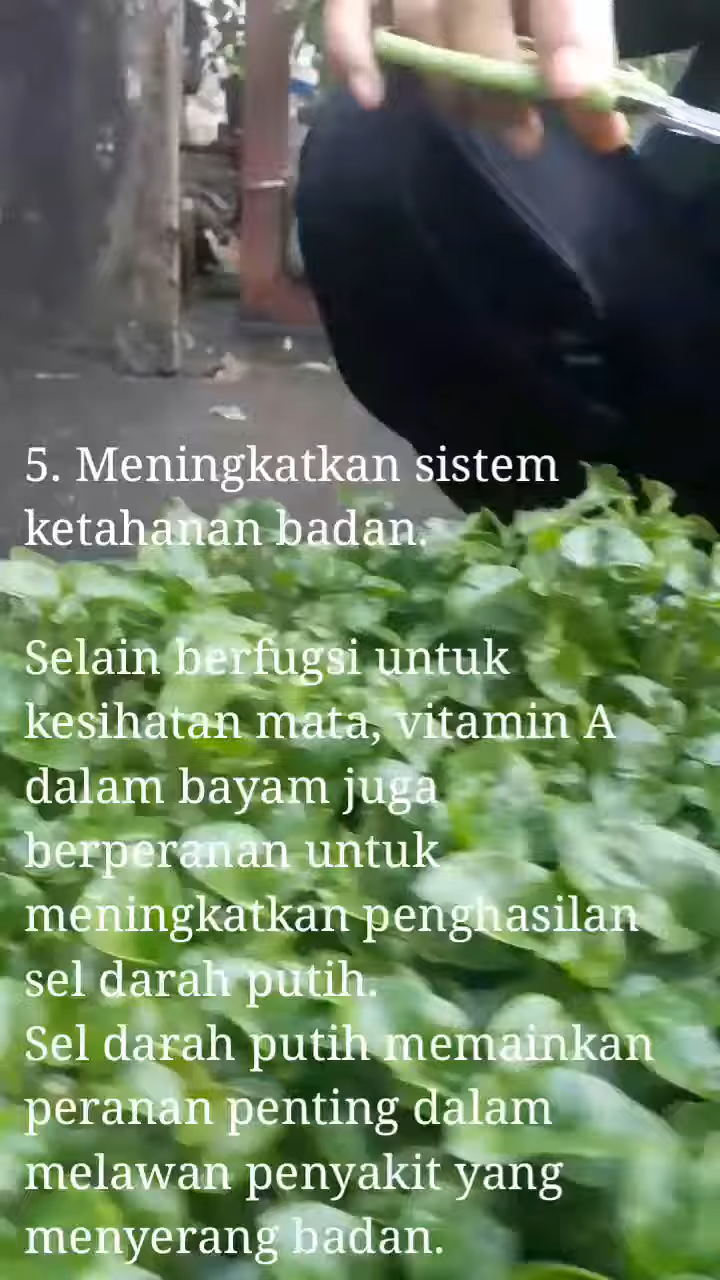 5. Meningkatkan sistem
ketahanan badan.
Selain berfugsi untuk
kesihatan mata, vitamin A
dalam bayam juga
berperanan untuk
meningkatkan penghasilan
sel darah putih.
Sel darah putih memainkan
peranan penting dalam
melawan penyakit yang
menyerang badan.